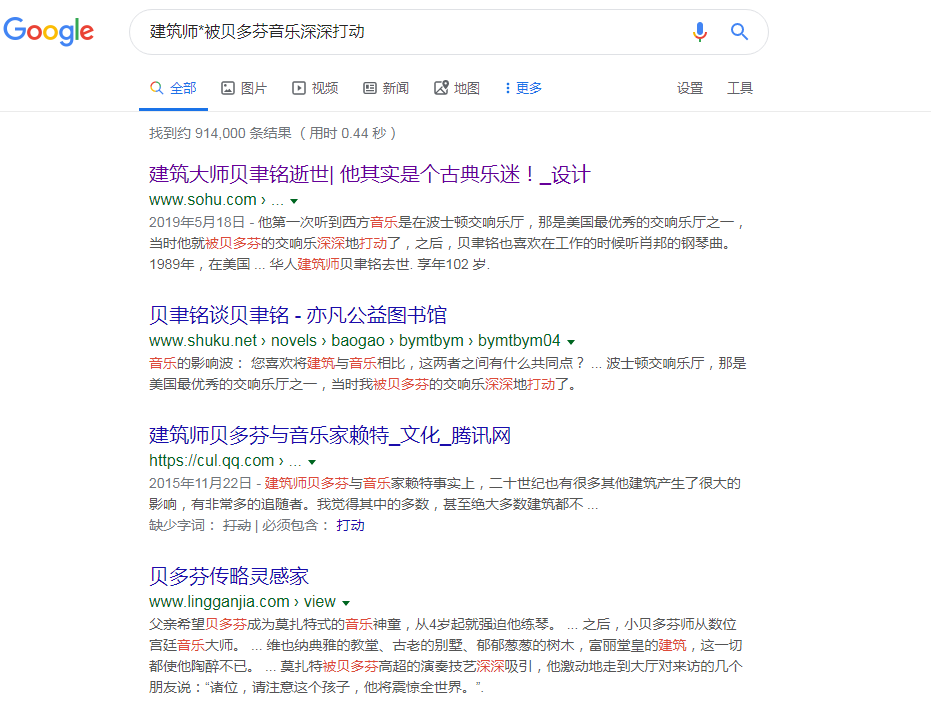 Google
建筑师*被贝多芬音乐深深打动
全部 图片 视频 新闻 地图 更多 设置 工具
找到约 914,000 条结果 （用时 0.44 秒）
建筑大师贝聿铭逝世| 他其实是个古典乐迷！_设计
www.sohu.com › ...
2019年5月18日 - 他第一次听到西方音乐是在波士顿交响乐厅，那是美国最优秀的交响乐厅之一，
当时他就被贝多芬的交响乐深深地打动了，之后，贝聿铭也喜欢在工作的时候听肖邦的钢琴曲。
1989年，在美国 ... 华人建筑师贝聿铭去世. 享年102 岁.
贝聿铭谈贝聿铭 - 亦凡公益图书馆
www.shuku.net › novels › baogao › bymtbym › bymtbym04
音乐的影响波： 您喜欢将建筑与音乐相比，这两者之间有什么共同点？ ... 波士顿交响乐厅，那是
美国最优秀的交响乐厅之一，当时我被贝多芬的交响乐深深地打动了。
建筑师贝多芬与音乐家赖特_文化_腾讯网
https://cul.qq.com › ...
2015年11月22日 - 建筑师贝多芬与音乐家赖特事实上，二十世纪也有很多其他建筑产生了很大的
影响，有非常多的追随者。我觉得其中的多数，甚至绝大多数建筑都不 ...
缺少字词： 打动 | 必须包含： 打动
贝多芬传略灵感家
www.lingganjia.com › view
父亲希望贝多芬成为莫扎特式的音乐神童，从4岁起就强迫他练琴。 ... 之后，小贝多芬师从数位
宫廷音乐大师。 ... 维也纳典雅的教堂、古老的别墅、郁郁葱葱的树木，富丽堂皇的建筑，这一切
都使他陶醉不已。 ... 莫扎特被贝多芬高超的演奏技艺深深吸引，他激动地走到大厅对来访的几个
朋友说：“诸位，请注意这个孩子，他将震惊全世界。”.